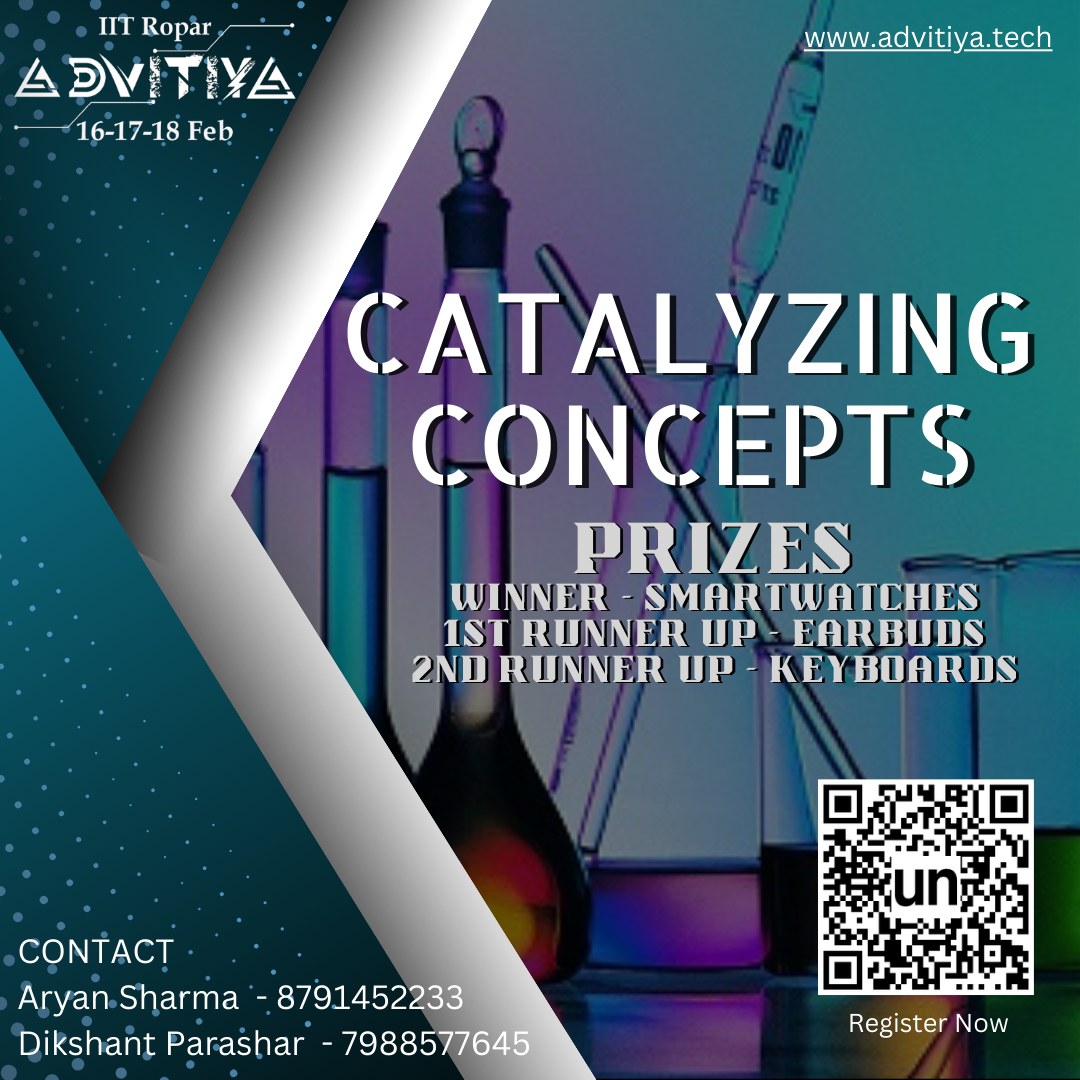 IIT Ropar
ADVITIYA
16-17-18 Feb
www.advitiya.tech
CATALYZING
CONCEPTS
PRIZES
WINNER - SMARTWATCHES
1ST RUNNER UP - EARBUDS
2ND RUNNER UP - KEYBOARDS
un
Register Now
CONTACT
Aryan Sharma - 8791452233
Dikshant Parashar - 7988577645